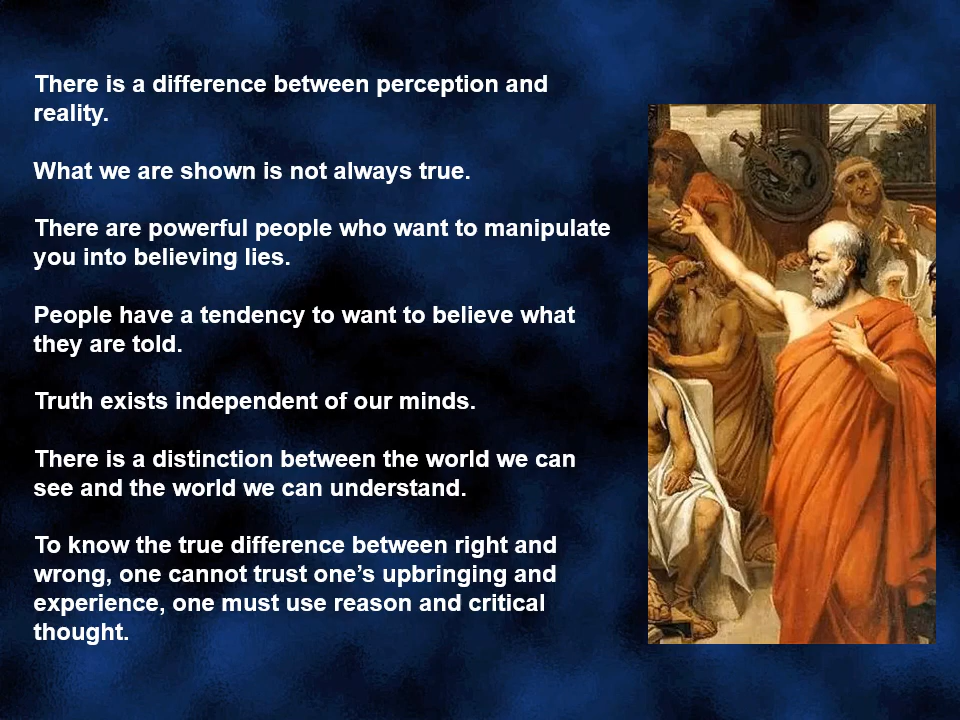 There is a difference between perception and
reality.
What we are shown is not always true.
There are powerful people who want to manipulate
you into believing lies.
People have a tendency to want to believe what
they are told.
Truth exists independent of our minds.
There is a distinction between the world we can
see and the world we can understand.
To know the true difference between right and
wrong, one cannot trust one’s upbringing and
experience, one must use reason and critical
thought.